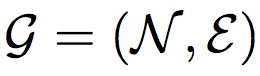 𝒢 = (𝒩, ℰ)